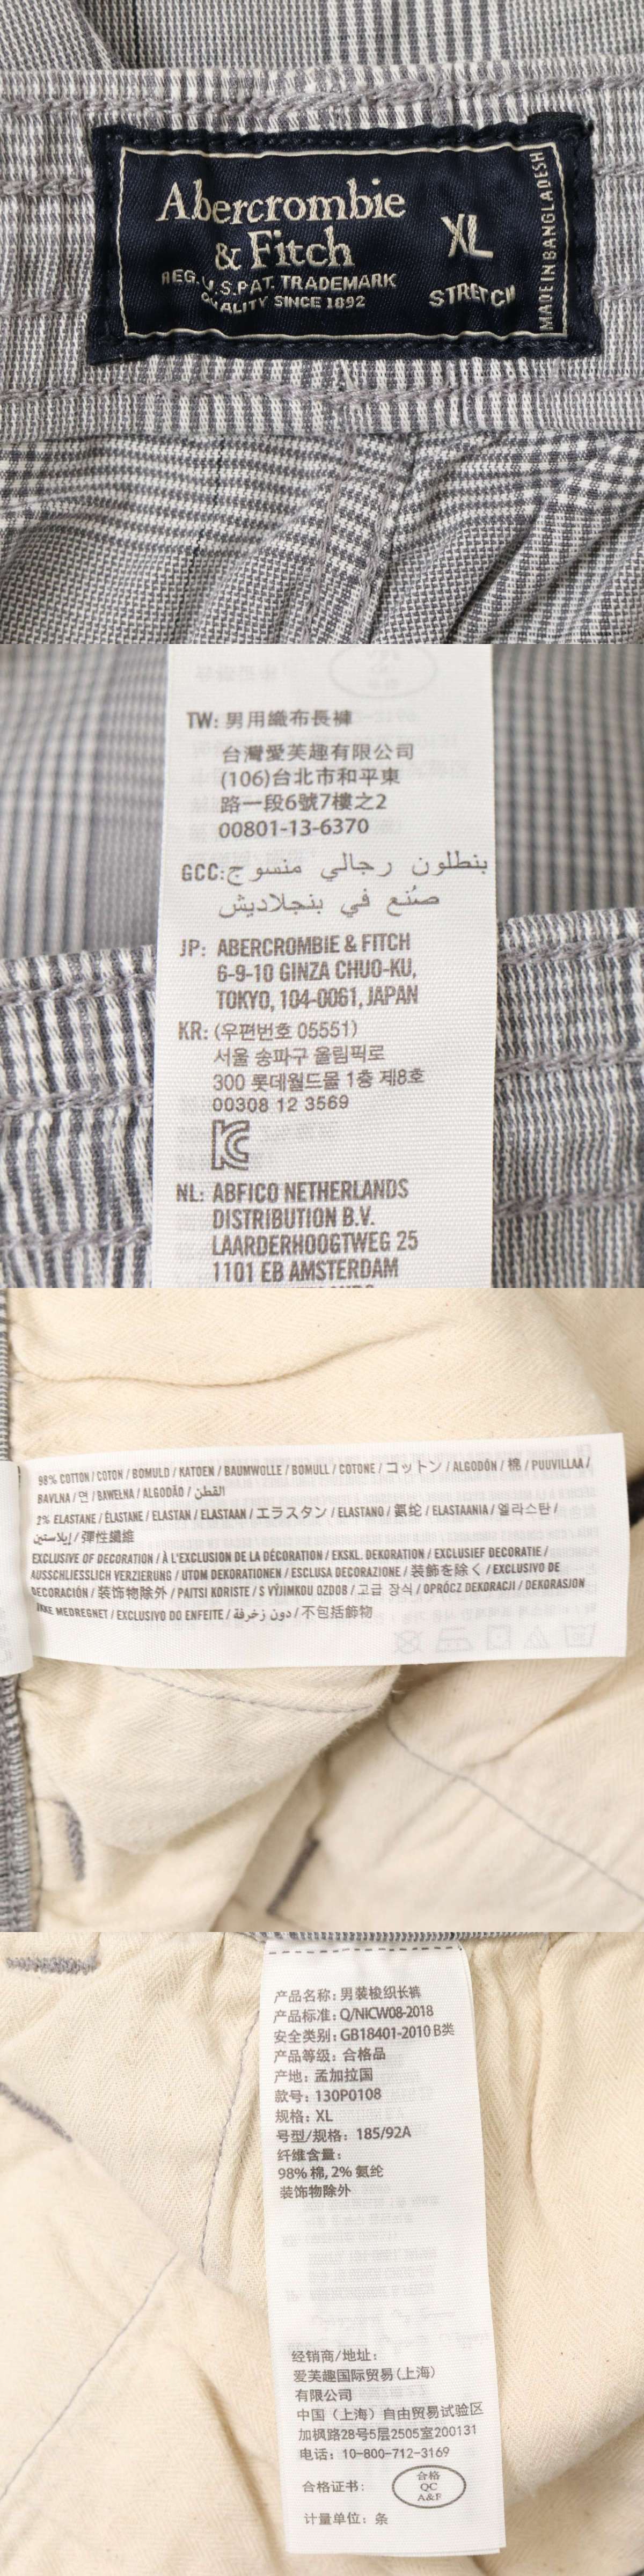 Abercrombie
& Fitch
REG. U.S. PAT. TRADEMARK
QUALITY SINCE 1892
XL
STRETCH
MADE IN BANGLADESH
TW: 男用織布長褲
台灣愛芙趣有限公司
(106)台北市和平東
路一段6號7樓之2
00801-13-6370
GCC: بنطلون رجالي منسوج
صُنع في بنجلاديش
JP: ABERCROMBIE & FITCH
6-9-10 GINZA CHUO-KU,
TOKYO, 104-0061, JAPAN
KR: (우편번호 05551)
서울 송파구 올림픽로
300 롯데월드몰 1층 제8호
00308 12 3569
NL: ABFICO NETHERLANDS
DISTRIBUTION B.V.
LAARDERHOOGTWEG 25
1101 EB AMSTERDAM
98% COTTON / COTON / BOMULD / KATOEN / BAUMWOLLE / BOMULL / COTONE / コットン / ALGODÓN / 棉 / PUUVILLAA /
BAVLNA / 면 / BAWEŁNA / ALGODÃO / القطن
2% ELASTANE / ÉLASTANE / ELASTAN / ELASTAAN / エラスタン / ELASTANO / 氨纶 / ELASTAANIA / 엘라스탄 /
إيلاستين / 彈性纖維
EXCLUSIVE OF DECORATION / À L'EXCLUSION DE LA DÉCORATION / EKSKL. DEKORATION / EXCLUSIEF DECORATIE /
AUSSCHLIESSLICH VERZIERUNG / UTOM DEKORATIONEN / ESCLUSA DECORAZIONE / 装飾を除く / EXCLUSIVO DE
DECORACIÓN / 装饰物除外 / PAITSI KORISTE / S VÝJIMKOU OZDOB / 고급 장식 / OPRÓCZ DEKORACJI / DEKORASJON
IKKE MEDREGNET / EXCLUSIVO DO ENFEITE / دون زخرفة / 不包括飾物
产品名称: 男装梭织长裤
产品标准: Q/NICW08-2018
安全类别: GB18401-2010 B类
产品等级: 合格品
产地: 孟加拉国
款号: 130P0108
规格: XL
号型/规格: 185/92A
纤维含量:
98% 棉, 2% 氨纶
装饰物除外
经销商/地址:
爱芙趣国际贸易(上海)
有限公司
中国(上海)自由贸易试验区
加枫路28号5层2505室200131
电话: 10-800-712-3169
合格证书:
合格
QC
A&F
计量单位: 条